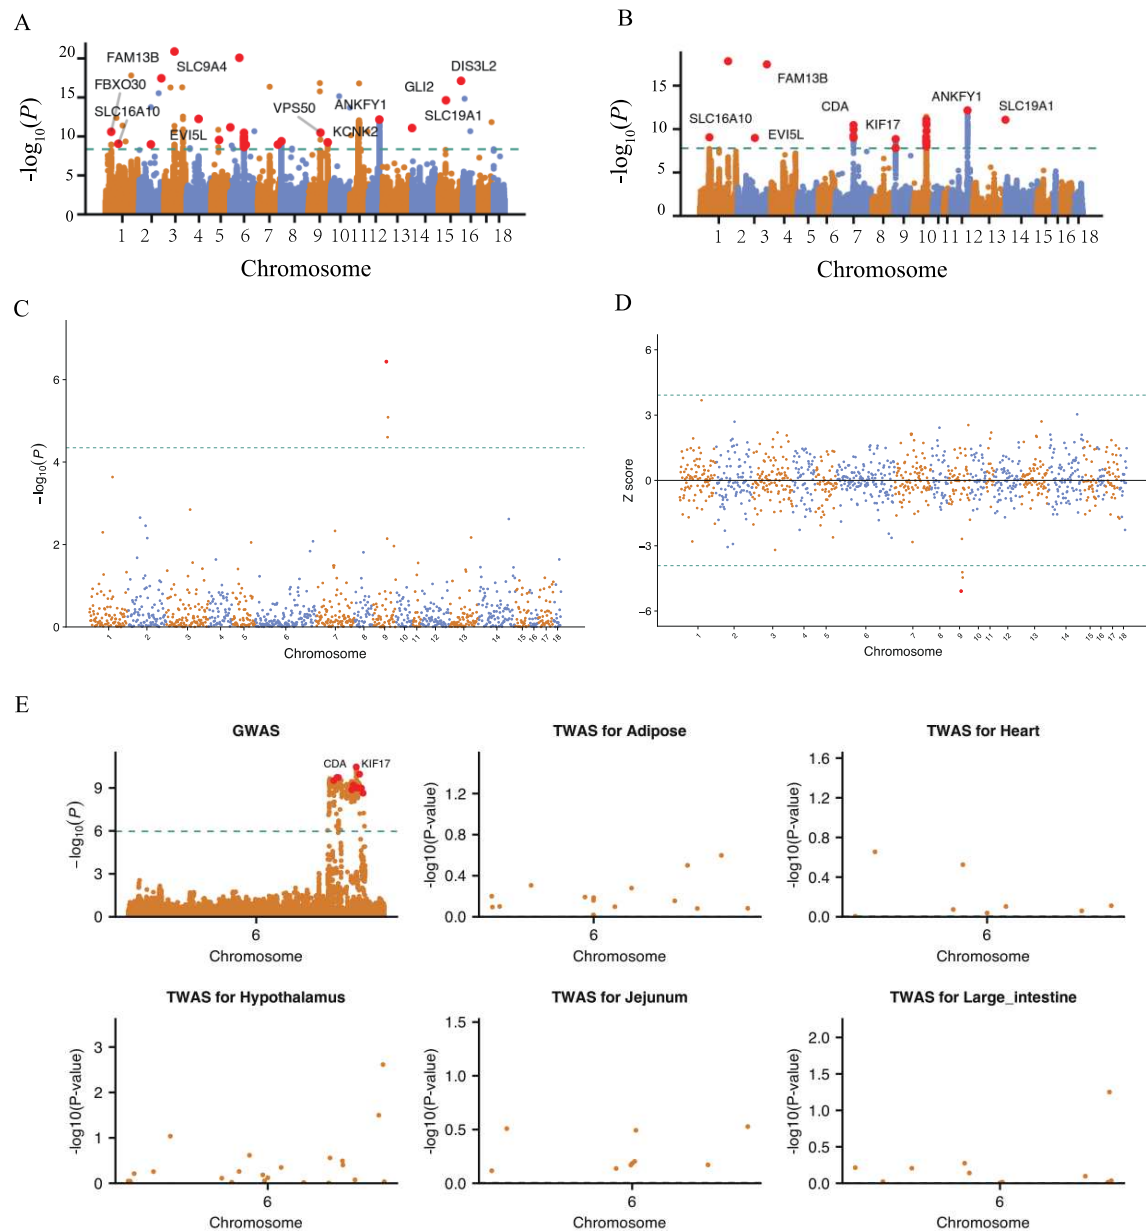 A
-log10(P)
20
15
10
5
0
FAM13B
SLC9A4
DIS3L2
FBXO30
GLI2
SLC16A10
VPS50
ANKFY1
SLC19A1
EVI5L
KCNK2
1 2 3 4 5 6 7 8 9 10 11 12 13 14 15 16 18
Chromosome
B
-log10(P)
15
10
5
0
FAM13B
CDA
ANKFY1
SLC19A1
SLC16A10
EVI5L
KIF17
1 2 3 4 6 7 8 9 10 11 12 13 14 15 16 18
Chromosome
C
−log10(P)
6
4
2
0
1 2 3 4 5 6 7 8 9 10 11 12 13 14 15 16 17 18
Chromosome
D
Z score
6
3
0
−3
−6
1 2 3 4 5 6 7 8 9 10 11 12 13 14 15 16 17 18
Chromosome
E
GWAS
−log10(P)
9
6
3
0
CDA KIF17
6
Chromosome
TWAS for Adipose
-log10(P-value)
1.2
0.8
0.4
0.0
6
Chromosome
TWAS for Heart
-log10(P-value)
1.6
1.2
0.8
0.4
0.0
6
Chromosome
TWAS for Hypothalamus
-log10(P-value)
3
2
1
0
6
Chromosome
TWAS for Jejunum
-log10(P-value)
1.5
1.0
0.5
0.0
6
Chromosome
TWAS for Large_intestine
-log10(P-value)
2.0
1.5
1.0
0.5
0.0
6
Chromosome